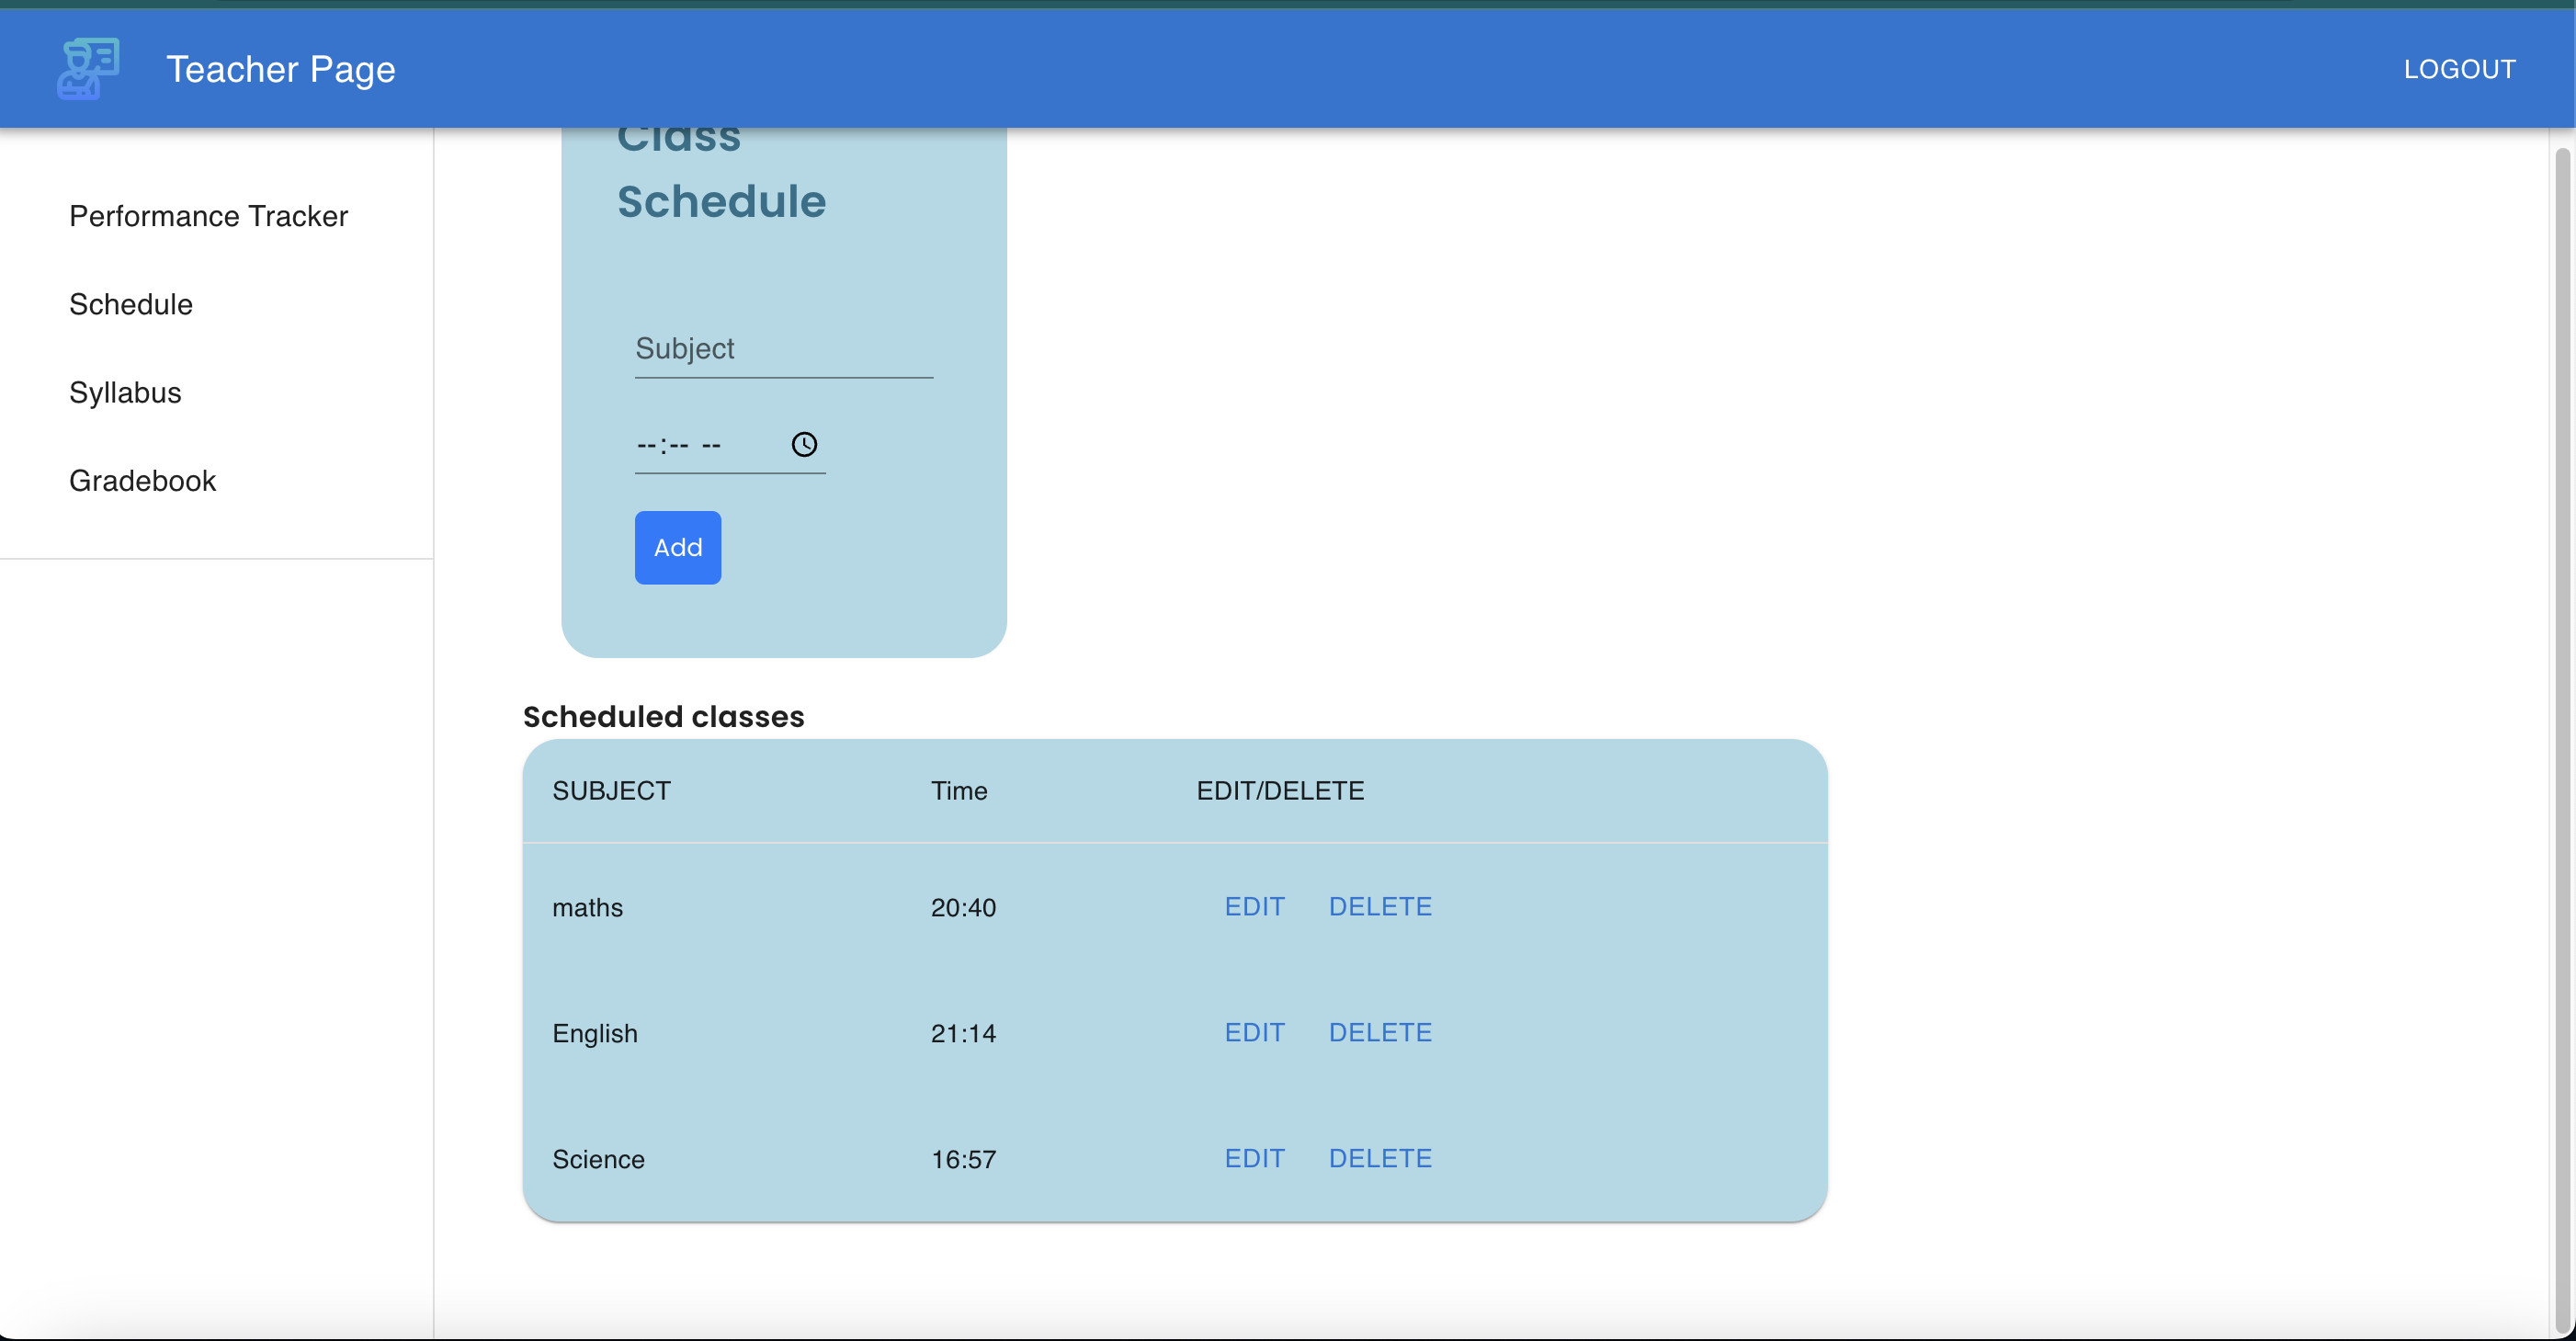 Teacher Page
LOGOUT
Performance Tracker
Schedule
Syllabus
Gradebook
Class
Schedule
Subject
--:-- --
Add
Scheduled classes
SUBJECT Time EDIT/DELETE
maths 20:40 EDIT DELETE
English 21:14 EDIT DELETE
Science 16:57 EDIT DELETE